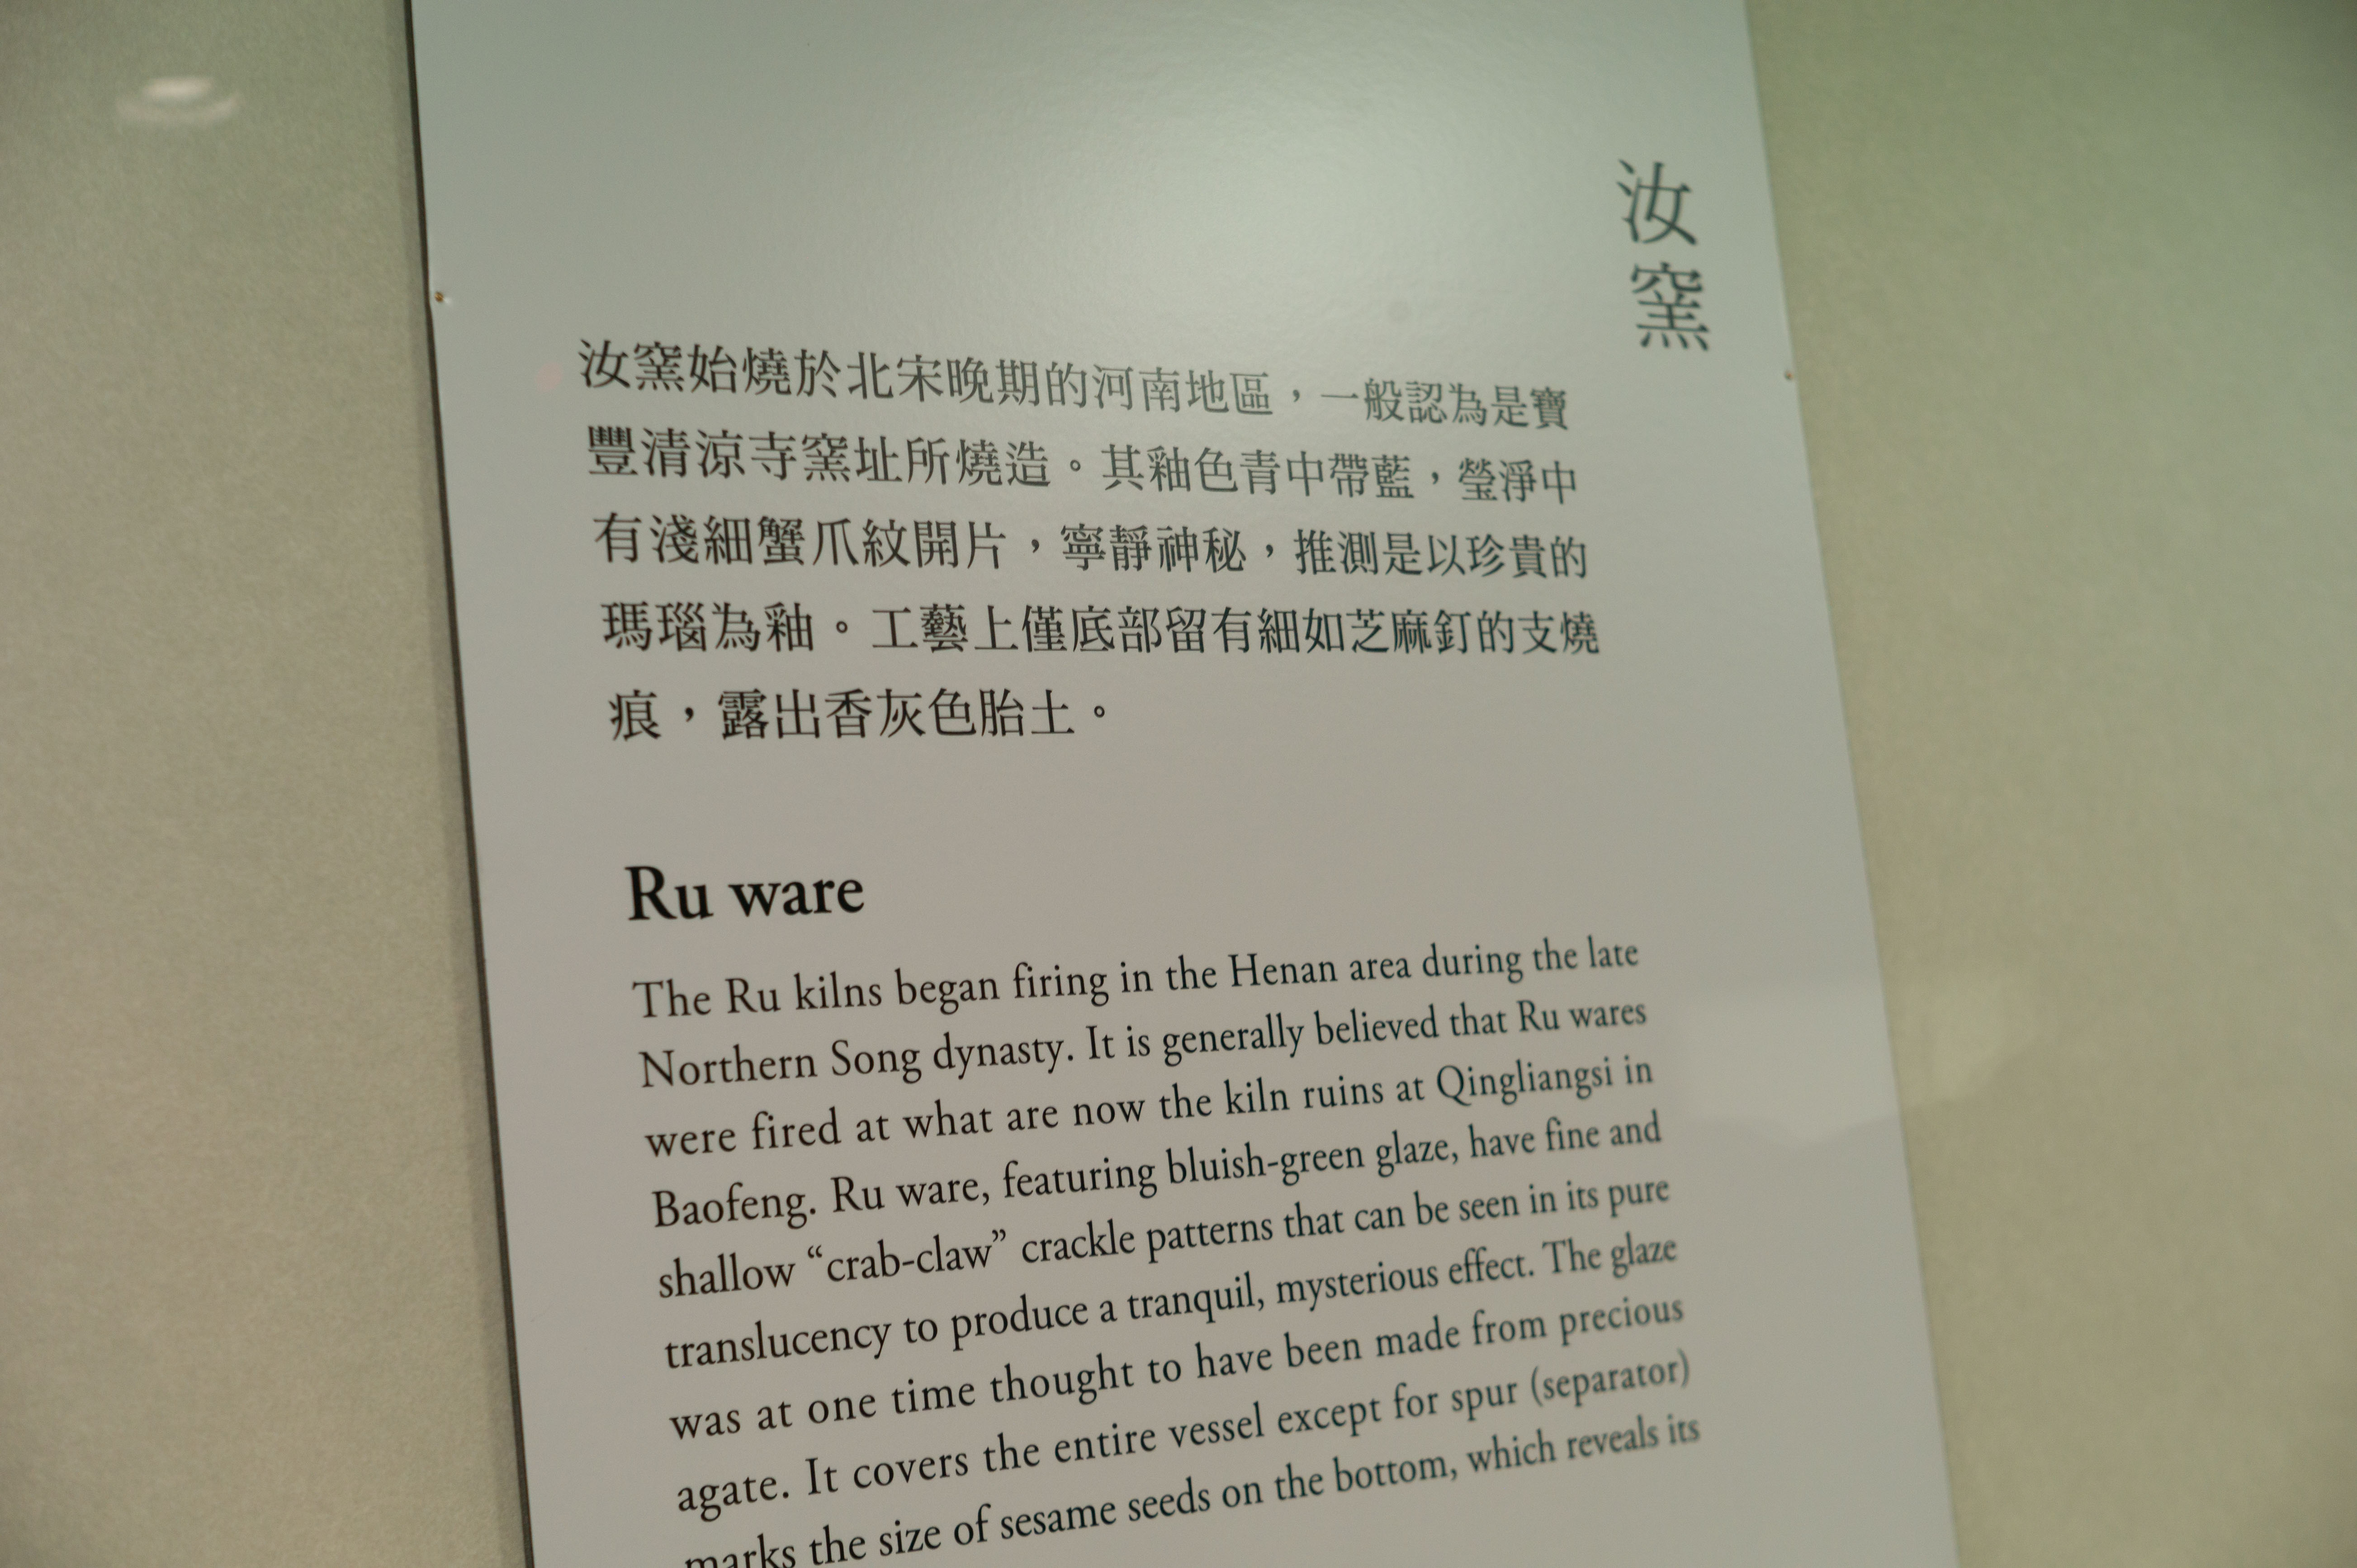 汝窯
汝窯始燒於北宋晚期的河南地區，一般認為是寶
豐清涼寺窯址所燒造。其釉色青中帶藍，瑩淨中
有淺細蟹爪紋開片，寧靜神秘，推測是以珍貴的
瑪瑙為釉。工藝上僅底部留有細如芝麻釘的支燒
痕，露出香灰色胎土。
Ru ware
The Ru kilns began firing in the Henan area during the late
Northern Song dynasty. It is generally believed that Ru wares
were fired at what are now the kiln ruins at Qingliangsi in
Baofeng. Ru ware, featuring bluish-green glaze, have fine and
shallow “crab-claw” crackle patterns that can be seen in its pure
translucency to produce a tranquil, mysterious effect. The glaze
was at one time thought to have been made from precious
agate. It covers the entire vessel except for spur (separator)
marks the size of sesame seeds on the bottom, which reveals its